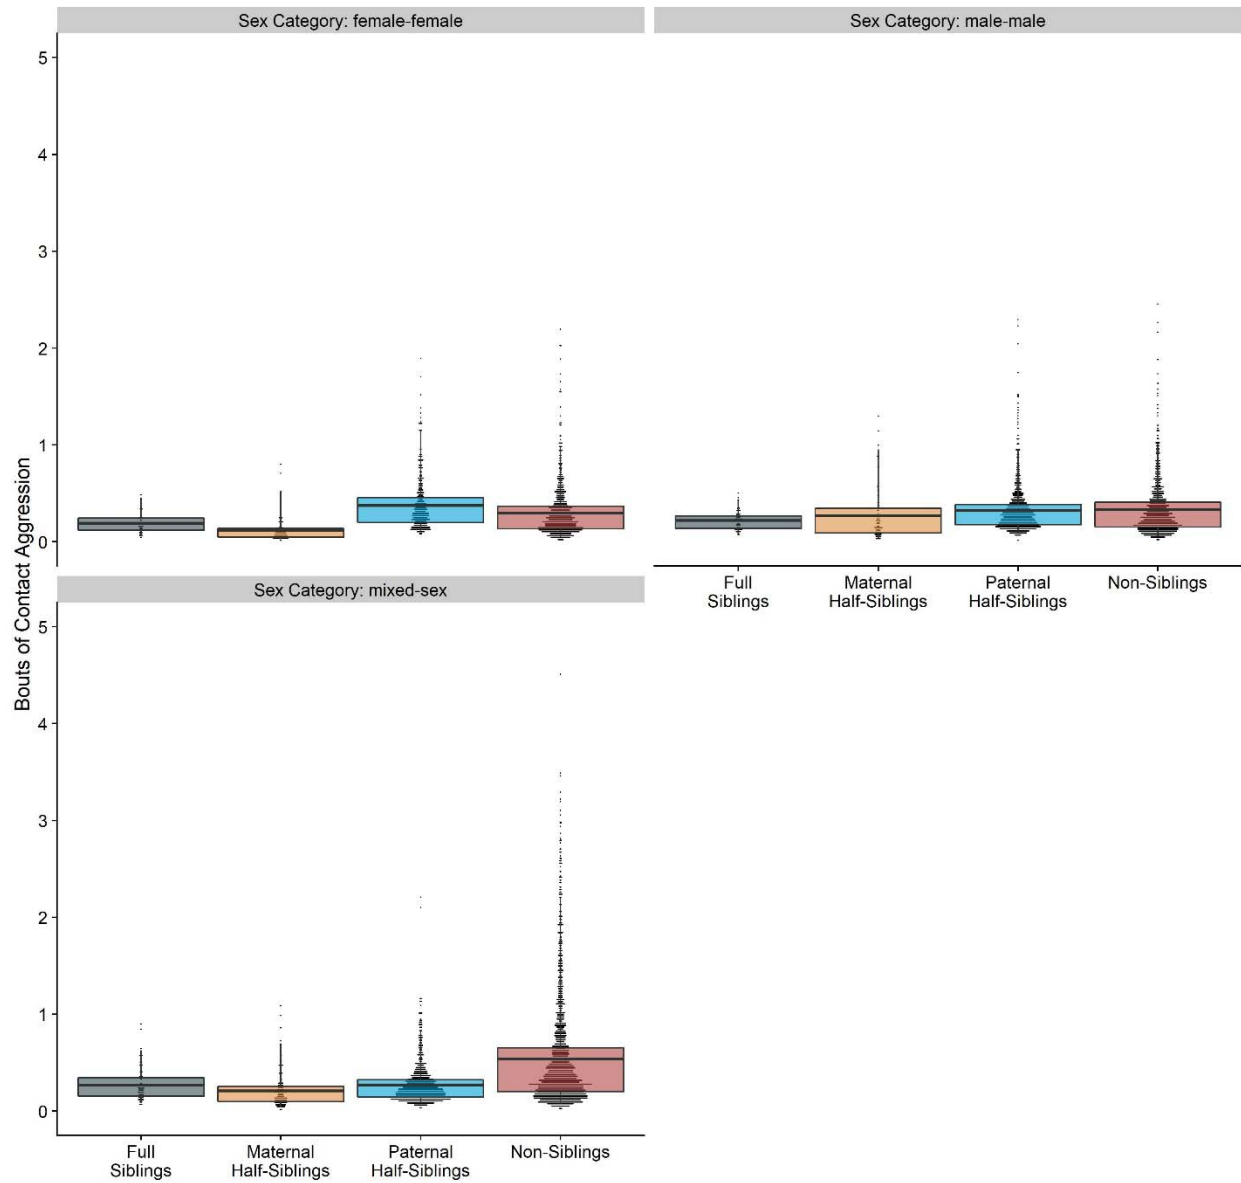 Sex Category: female-female
Sex Category: male-male
5
4
3
2
1
0
Full
Siblings
Maternal
Half-Siblings
Paternal
Half-Siblings
Non-Siblings
Bouts of Contact Aggression
Sex Category: mixed-sex
5
4
3
2
1
0
Full
Siblings
Maternal
Half-Siblings
Paternal
Half-Siblings
Non-Siblings